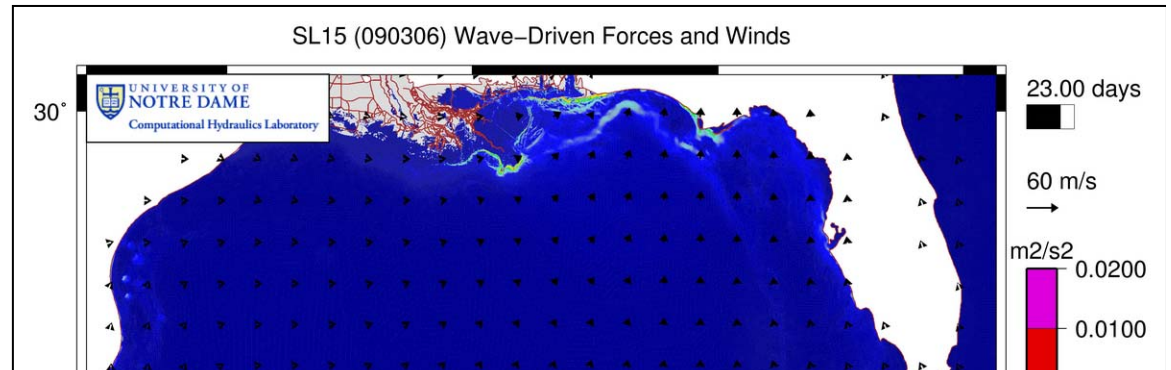 SL15 (090306) Wave−Driven Forces and Winds
UNIVERSITY OF
NOTRE DAME
Computational Hydraulics Laboratory
30˚
23.00 days
60 m/s
m2/s2
0.0200
0.0100